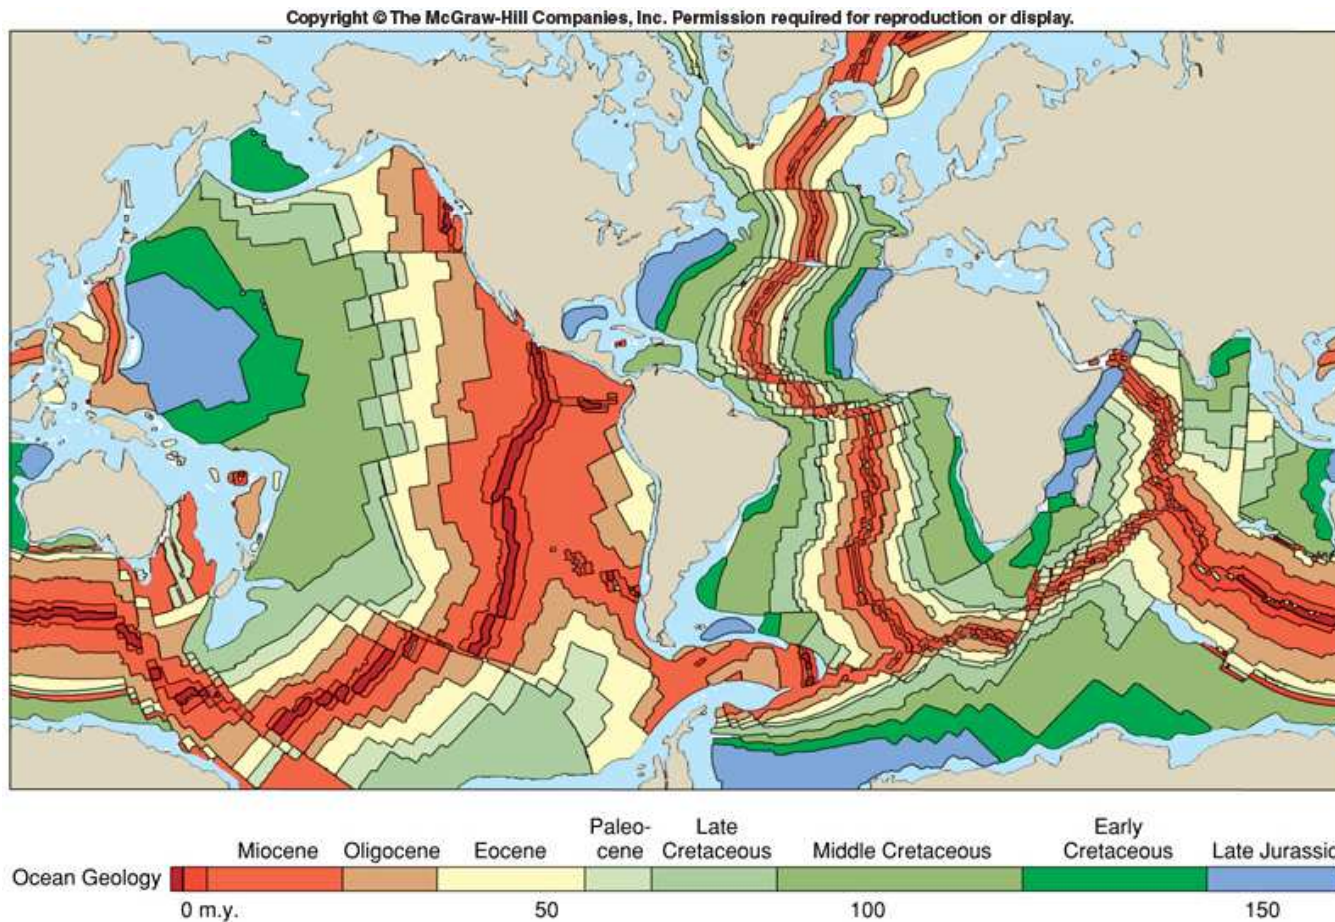 Copyright © The McGraw-Hill Companies, Inc. Permission required for reproduction or display.
Paleo- Late Early
Miocene Oligocene Eocene cene Cretaceous Middle Cretaceous Cretaceous Late Jurassic
Ocean Geology
0 m.y. 50 100 150